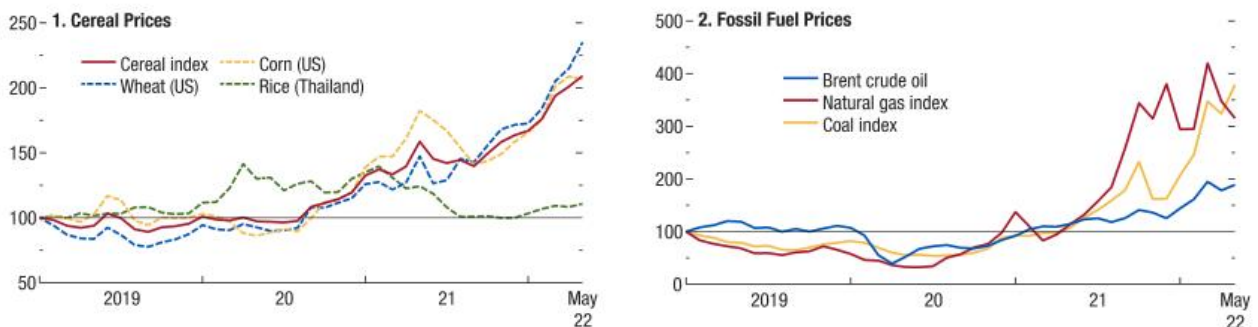 1. Cereal Prices
250
200
150
100
50
Cereal index
Corn (US)
Wheat (US)
Rice (Thailand)
2019
20
21
May
22
2. Fossil Fuel Prices
500
400
300
200
100
0
Brent crude oil
Natural gas index
Coal index
2019
20
21
May
22